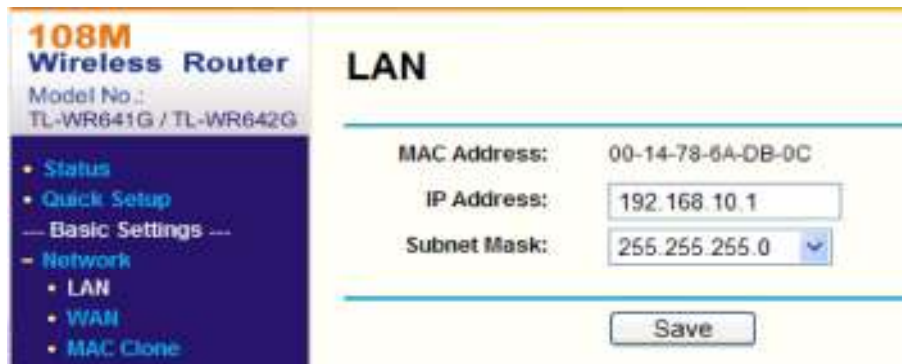 108M
Wireless Router
Model No.:
TL-WR641G / TL-WR642G
• Status
• Quick Setup
--- Basic Settings ---
- Network
• LAN
• WAN
• MAC Clone
LAN
MAC Address: 00-14-78-6A-DB-0C
IP Address: 192.168.10.1
Subnet Mask: 255.255.255.0
Save